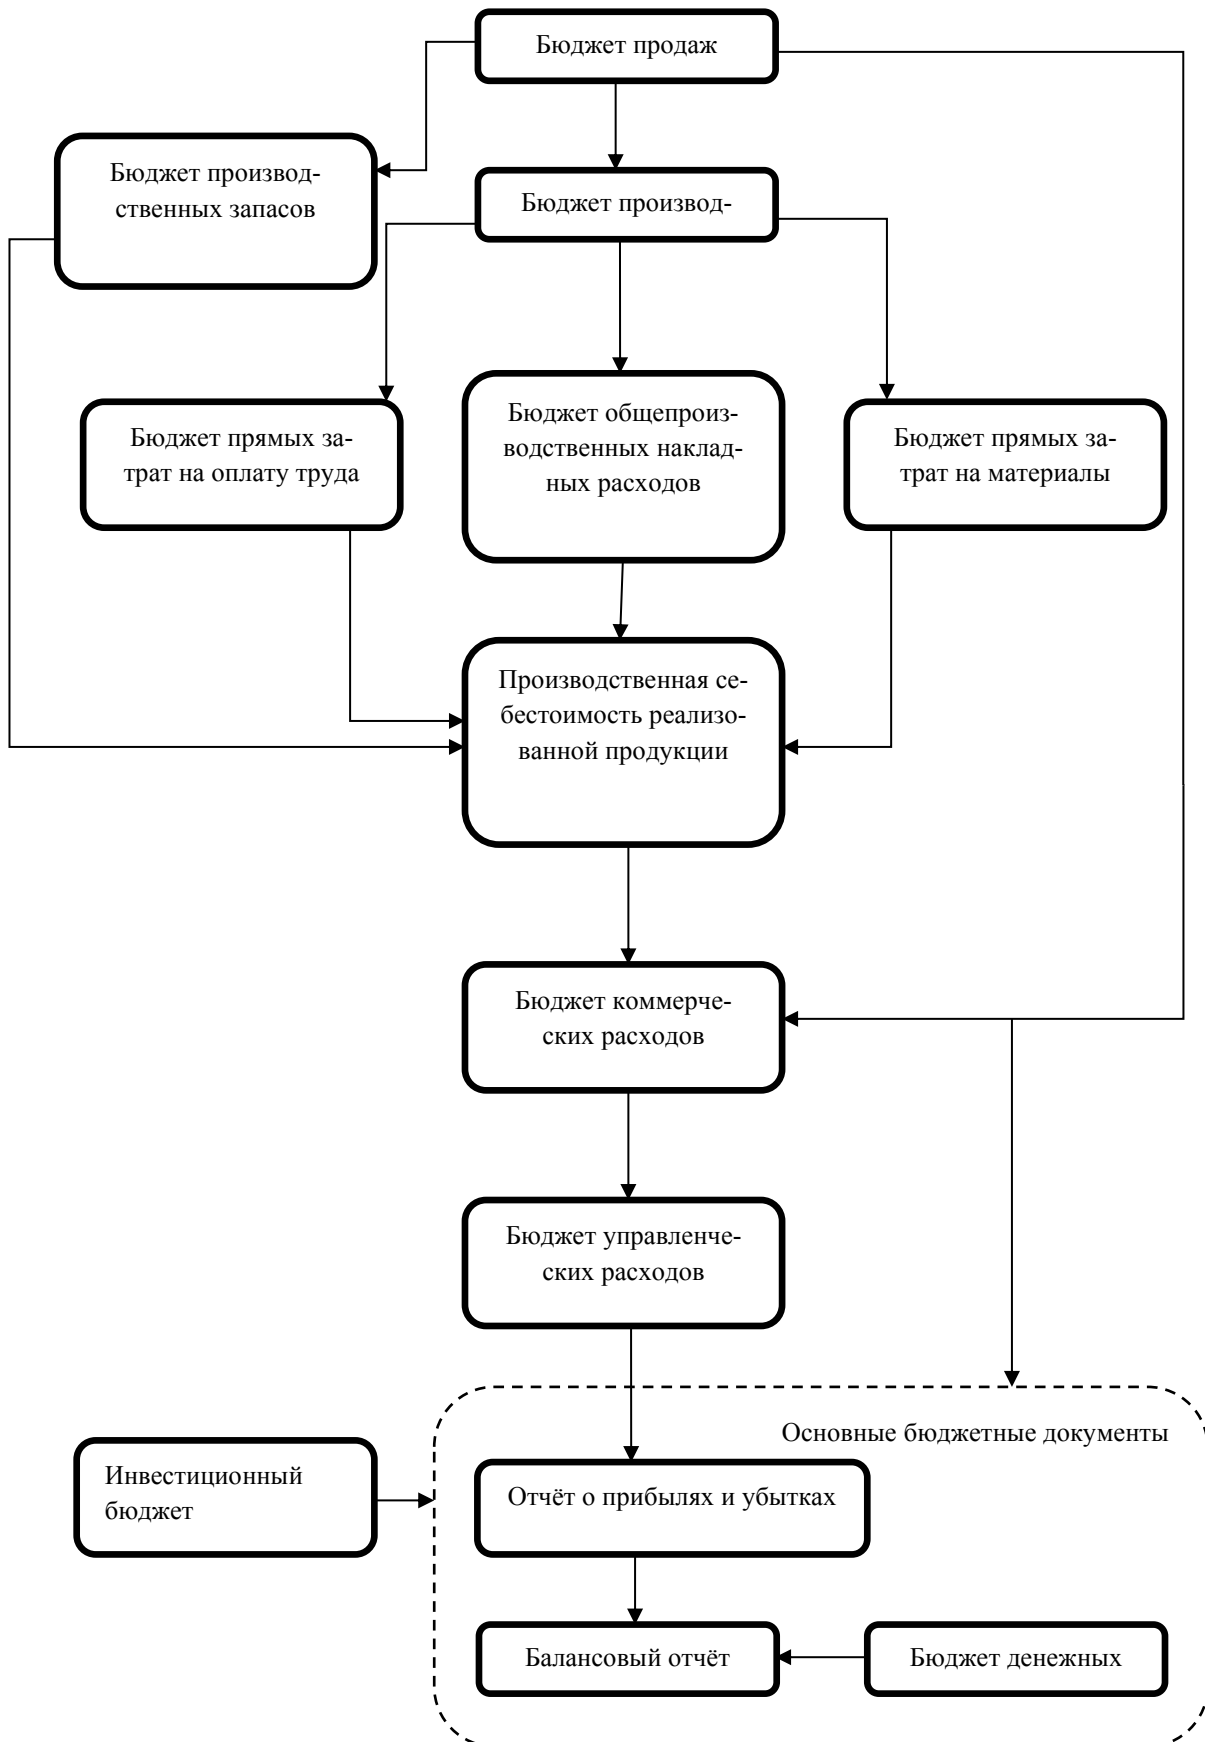 Бюджет продаж
Бюджет производ-
ственных запасов
Бюджет производ-
Бюджет прямых за-
трат на оплату труда
Бюджет общепроиз-
водственных наклад-
ных расходов
Бюджет прямых за-
трат на материалы
Производственная се-
бестоимость реализо-
ванной продукции
Бюджет коммерче-
ских расходов
Бюджет управленче-
ских расходов
Основные бюджетные документы
Инвестиционный
бюджет
Отчёт о прибылях и убытках
Балансовый отчёт
Бюджет денежных